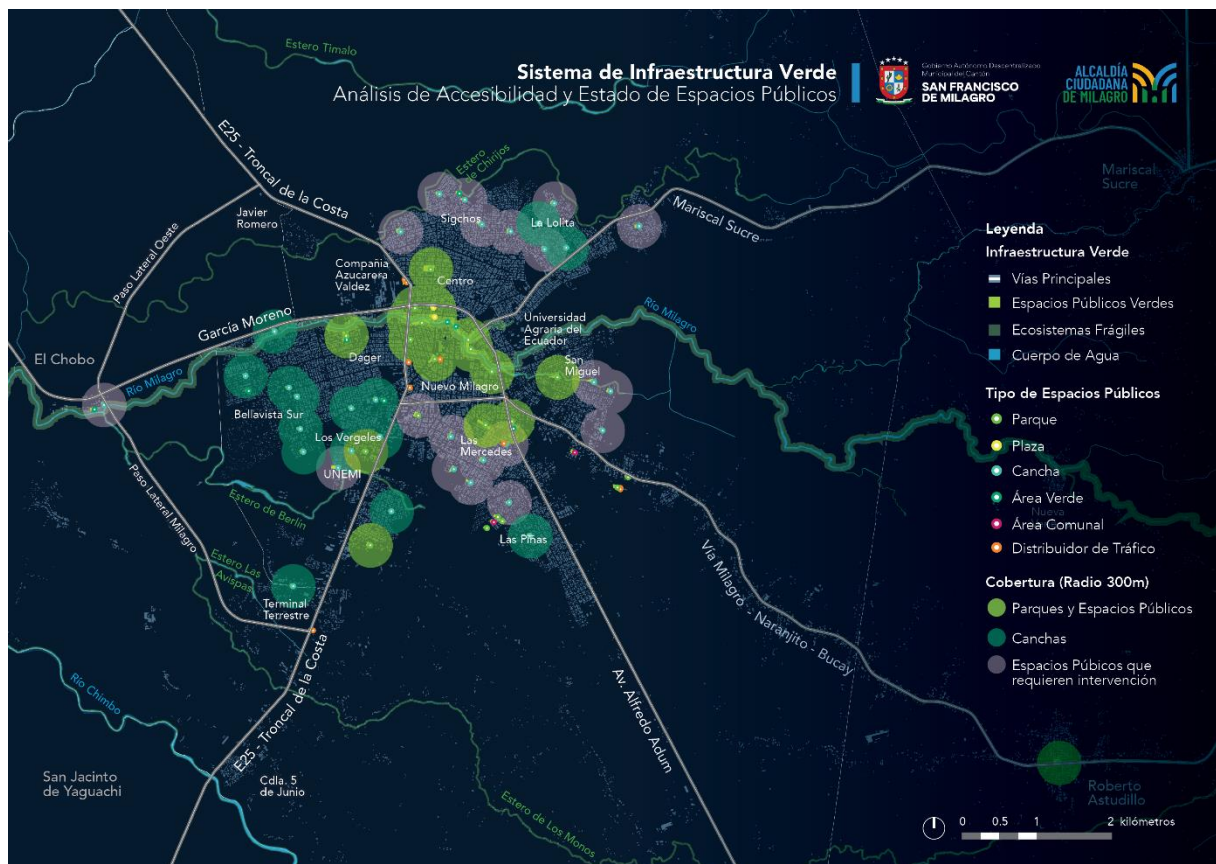 Sistema de Infraestructura Verde
Análisis de Accesibilidad y Estado de Espacios Públicos
Gobierno Autónomo Descentralizado
Municipal del Cantón
SAN FRANCISCO
DE MILAGRO
ALCALDÍA
CIUDADANA
DE MILAGRO
Estero Timalo
E25 - Troncal de la Costa
Estero
de Chirijos
Mariscal
Sucre
Javier
Romero
Sigchos
La Lolita
Mariscal Sucre
Paso Lateral Oeste
Compañia
Azucarera
Valdez
Centro
García Moreno
Universidad
Agraria del
Ecuador
Río Milagro
El Chobo
Dager
San
Miguel
Río Milagro
Nuevo Milagro
Bellavista Sur
Los Vergeles
Las
Mercedes
UNEMI
Paso Lateral Milagro
Estero de Berlín
Las Piñas
Nueva
Estero Las
Avispas
Terminal
Terrestre
Vía Milagro - Naranjito - Bucay
Río Chimbo
E25 - Troncal de la Costa
Av. Alfredo Adum
San Jacinto
de Yaguachi
Cdla. 5
de Junio
Estero de Los Monos
Roberto
Astudillo
Leyenda
Infraestructura Verde
Vías Principales
Espacios Públicos Verdes
Ecosistemas Frágiles
Cuerpo de Agua
Tipo de Espacios Públicos
Parque
Plaza
Cancha
Área Verde
Área Comunal
Distribuidor de Tráfico
Cobertura (Radio 300m)
Parques y Espacios Públicos
Canchas
Espacios Púbicos que
requieren intervención
0 0.5 1 2 kilómetros